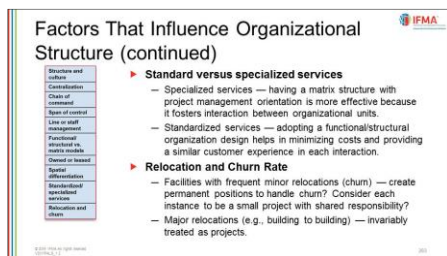 Factors That Influence Organizational
Structure (continued)
IFMA
Structure and
culture
Centralization
Chain of
command
Span of control
Line or staff
management
Functional/
structural vs.
matrix models
Owned or leased
Spatial
differentiation
Standardized/
specialized
services
Relocation and
churn
Standard versus specialized services
— Specialized services — having a matrix structure with
project management orientation is more effective because
it fosters interaction between organizational units.
— Standardized services — adopting a functional/structural
organization design helps in minimizing costs and providing
a similar customer experience in each interaction.
Relocation and Churn Rate
— Facilities with frequent minor relocations (churn) — create
permanent positions to handle churn? Consider each
instance to be a small project with shared responsibility?
— Major relocations (e.g., building to building) — invariably
treated as projects.